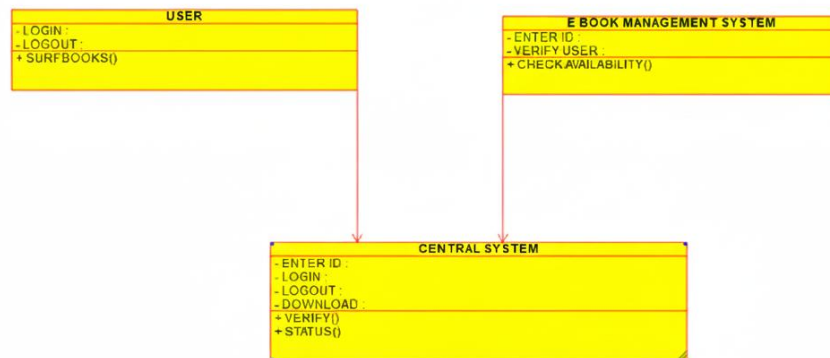 USER
- LOGIN :
- LOGOUT :
+ SURFBOOKS()
E BOOK MANAGEMENT SYSTEM
- ENTER ID :
- VERIFY USER :
+ CHECKAVAILABILITY()
CENTRAL SYSTEM
- ENTER ID :
- LOGIN :
- LOGOUT :
- DOWNLOAD :
+ VERIFY()
+ STATUS()